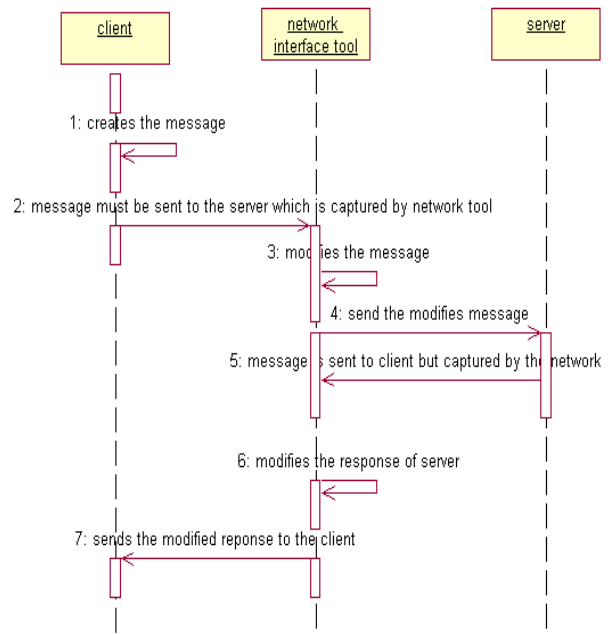 client
network
interface tool
server
1: creates the message
2: message must be sent to the server which is captured by network tool
3: modifies the message
4: send the modifies message
5: message is sent to client but captured by the network
6: modifies the response of server
7: sends the modified reponse to the client